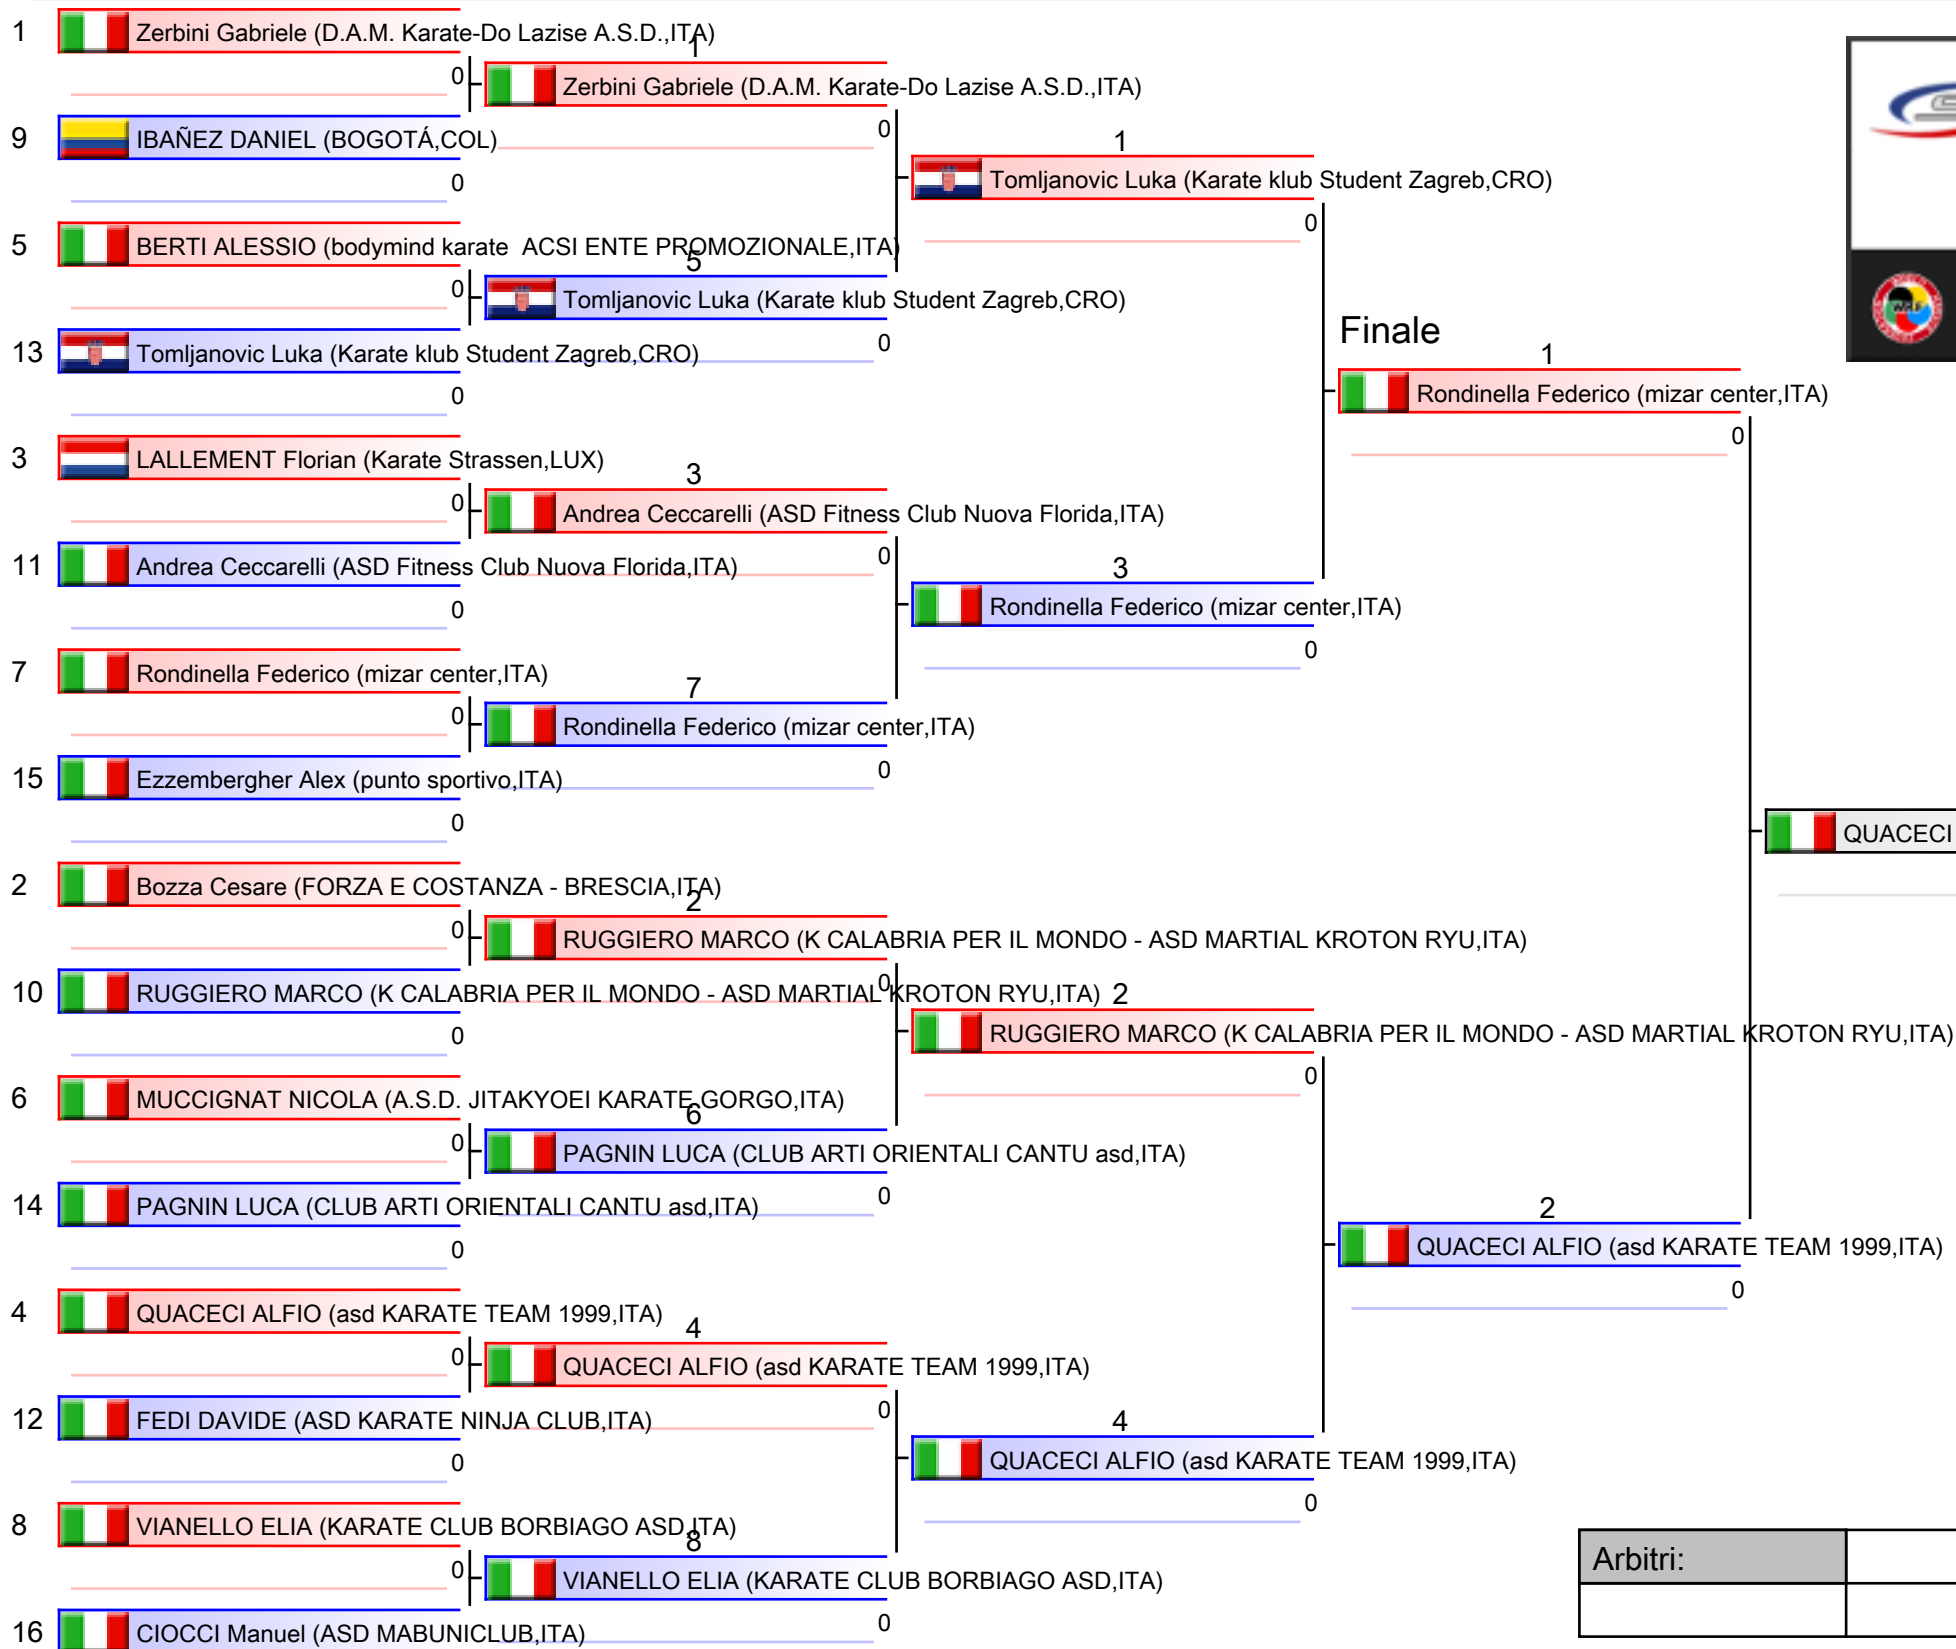 1 Zerbini Gabriele (D.A.M. Karate-Do Lazise A.S.D.,ITA)
0
9 IBAÑEZ DANIEL (BOGOTÁ,COL)
0
5 BERTI ALESSIO (bodymind karate  ACSI ENTE PROMOZIONALE,ITA)
0
13 Tomljanovic Luka (Karate klub Student Zagreb,CRO)
0
3 LALLEMENT Florian (Karate Strassen,LUX)
0
11 Andrea Ceccarelli (ASD Fitness Club Nuova Florida,ITA)
0
7 Rondinella Federico (mizar center,ITA)
0
15 Ezzembergher Alex (punto sportivo,ITA)
0
2 Bozza Cesare (FORZA E COSTANZA - BRESCIA,ITA)
0
10 RUGGIERO MARCO (K CALABRIA PER IL MONDO - ASD MARTIAL KROTON RYU,ITA)
0
6 MUCCIGNAT NICOLA (A.S.D. JITAKYOEI KARATE GORGO,ITA)
0
14 PAGNIN LUCA (CLUB ARTI ORIENTALI CANTU asd,ITA)
0
4 QUACECI ALFIO (asd KARATE TEAM 1999,ITA)
0
12 FEDI DAVIDE (ASD KARATE NINJA CLUB,ITA)
0
8 VIANELLO ELIA (KARATE CLUB BORBIAGO ASD,ITA)
0
16 CIOCCI Manuel (ASD MABUNICLUB,ITA)
1
Zerbini Gabriele (D.A.M. Karate-Do Lazise A.S.D.,ITA)
0
5
Tomljanovic Luka (Karate klub Student Zagreb,CRO)
0
3
Andrea Ceccarelli (ASD Fitness Club Nuova Florida,ITA)
0
7
Rondinella Federico (mizar center,ITA)
0
2
RUGGIERO MARCO (K CALABRIA PER IL MONDO - ASD MARTIAL KROTON RYU,ITA)
0
6
PAGNIN LUCA (CLUB ARTI ORIENTALI CANTU asd,ITA)
0
4
QUACECI ALFIO (asd KARATE TEAM 1999,ITA)
0
8
VIANELLO ELIA (KARATE CLUB BORBIAGO ASD,ITA)
0
1
Tomljanovic Luka (Karate klub Student Zagreb,CRO)
0
3
Rondinella Federico (mizar center,ITA)
0
2
RUGGIERO MARCO (K CALABRIA PER IL MONDO - ASD MARTIAL KROTON RYU,ITA)
0
4
QUACECI ALFIO (asd KARATE TEAM 1999,ITA)
0
Finale
1
Rondinella Federico (mizar center,ITA)
0
2
QUACECI ALFIO (asd KARATE TEAM 1999,ITA)
0
QUACECI
Arbitri: